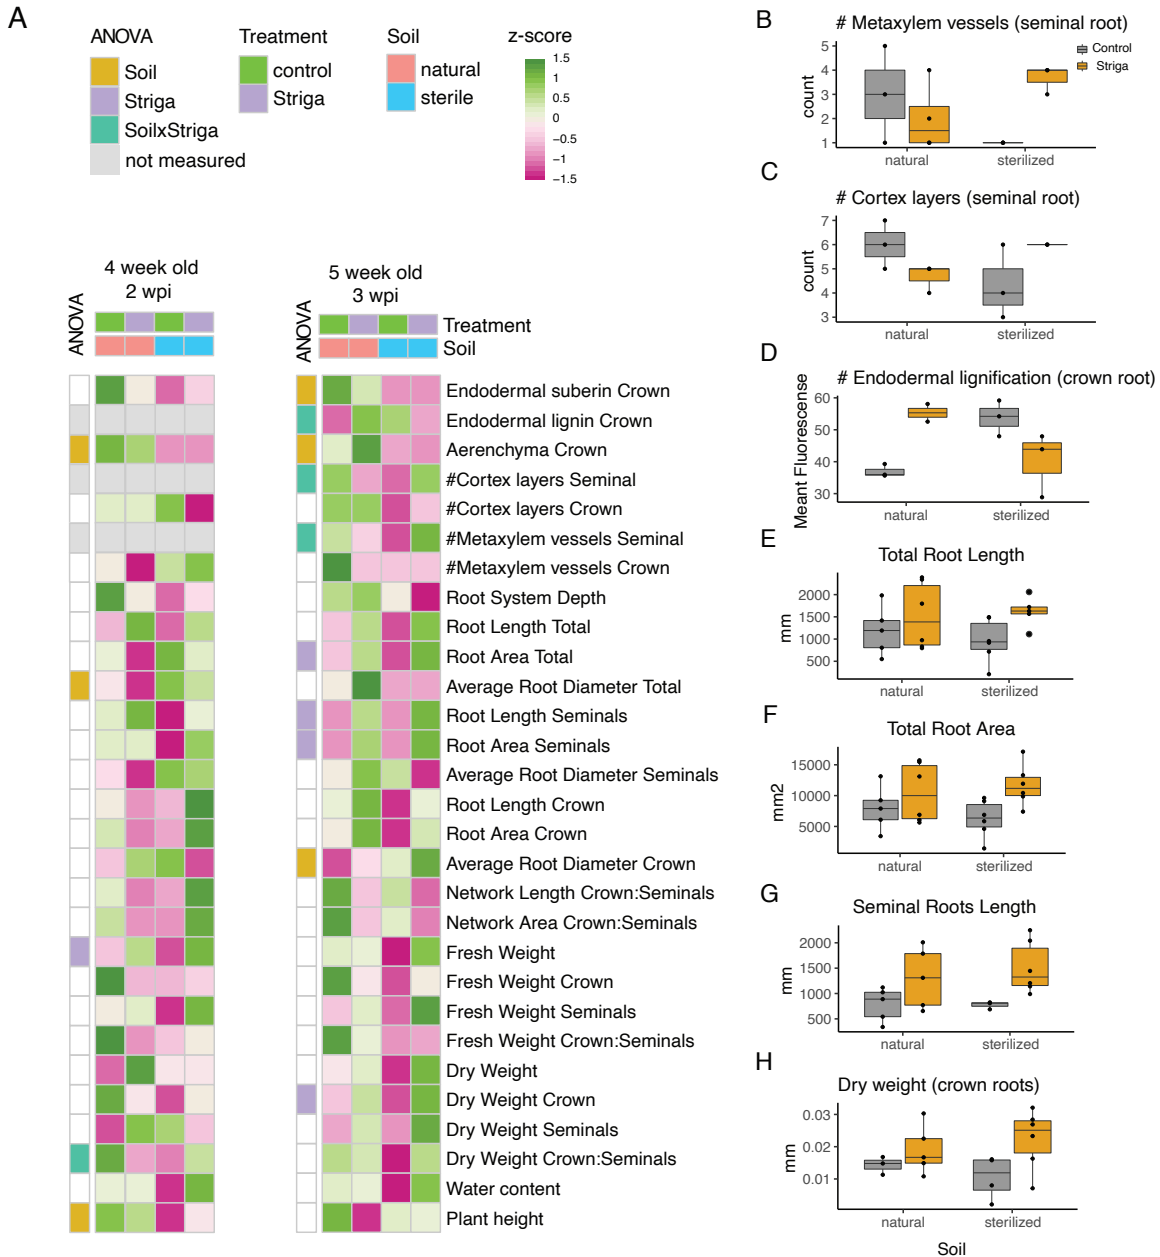 A
ANOVA
Soil
Striga
SoilxStriga
not measured
Treatment
control
Striga
Soil
natural
sterile
z-score
1.5
1
0.5
0
−0.5
−1
−1.5
4 week old
2 wpi
5 week old
3 wpi
ANOVA
ANOVA
Treatment
Soil
Endodermal suberin Crown
Endodermal lignin Crown
Aerenchyma Crown
#Cortex layers Seminal
#Cortex layers Crown
#Metaxylem vessels Seminal
#Metaxylem vessels Crown
Root System Depth
Root Length Total
Root Area Total
Average Root Diameter Total
Root Length Seminals
Root Area Seminals
Average Root Diameter Seminals
Root Length Crown
Root Area Crown
Average Root Diameter Crown
Network Length Crown:Seminals
Network Area Crown:Seminals
Fresh Weight
Fresh Weight Crown
Fresh Weight Seminals
Fresh Weight Crown:Seminals
Dry Weight
Dry Weight Crown
Dry Weight Seminals
Dry Weight Crown:Seminals
Water content
Plant height
B
# Metaxylem vessels (seminal root)
Control
Striga
count
5
4
3
2
1
natural
sterilized
C
# Cortex layers (seminal root)
count
7
6
5
4
3
natural
sterilized
D
# Endodermal lignification (crown root)
Meant Fluorescense
60
50
40
30
natural
sterilized
E
Total Root Length
mm
2000
1500
1000
500
natural
sterilized
F
Total Root Area
mm2
15000
10000
5000
natural
sterilized
G
Seminal Roots Length
mm
2000
1500
1000
500
natural
sterilized
H
Dry weight (crown roots)
mm
0.03
0.02
0.01
natural
sterilized
Soil